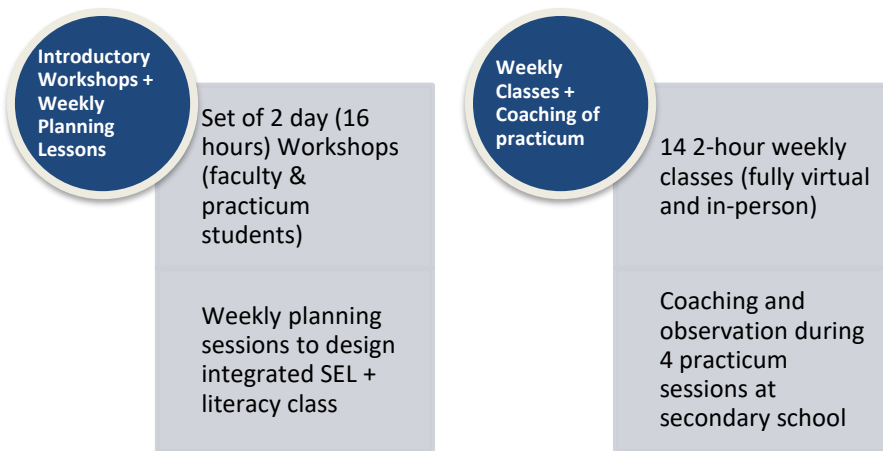 Introductory
Workshops +
Weekly
Planning
Lessons
Set of 2 day (16
hours) Workshops
(faculty &
practicum
students)
Weekly planning
sessions to design
integrated SEL +
literacy class
Weekly
Classes +
Coaching of
practicum
14 2-hour weekly
classes (fully virtual
and in-person)
Coaching and
observation during
4 practicum
sessions at
secondary school